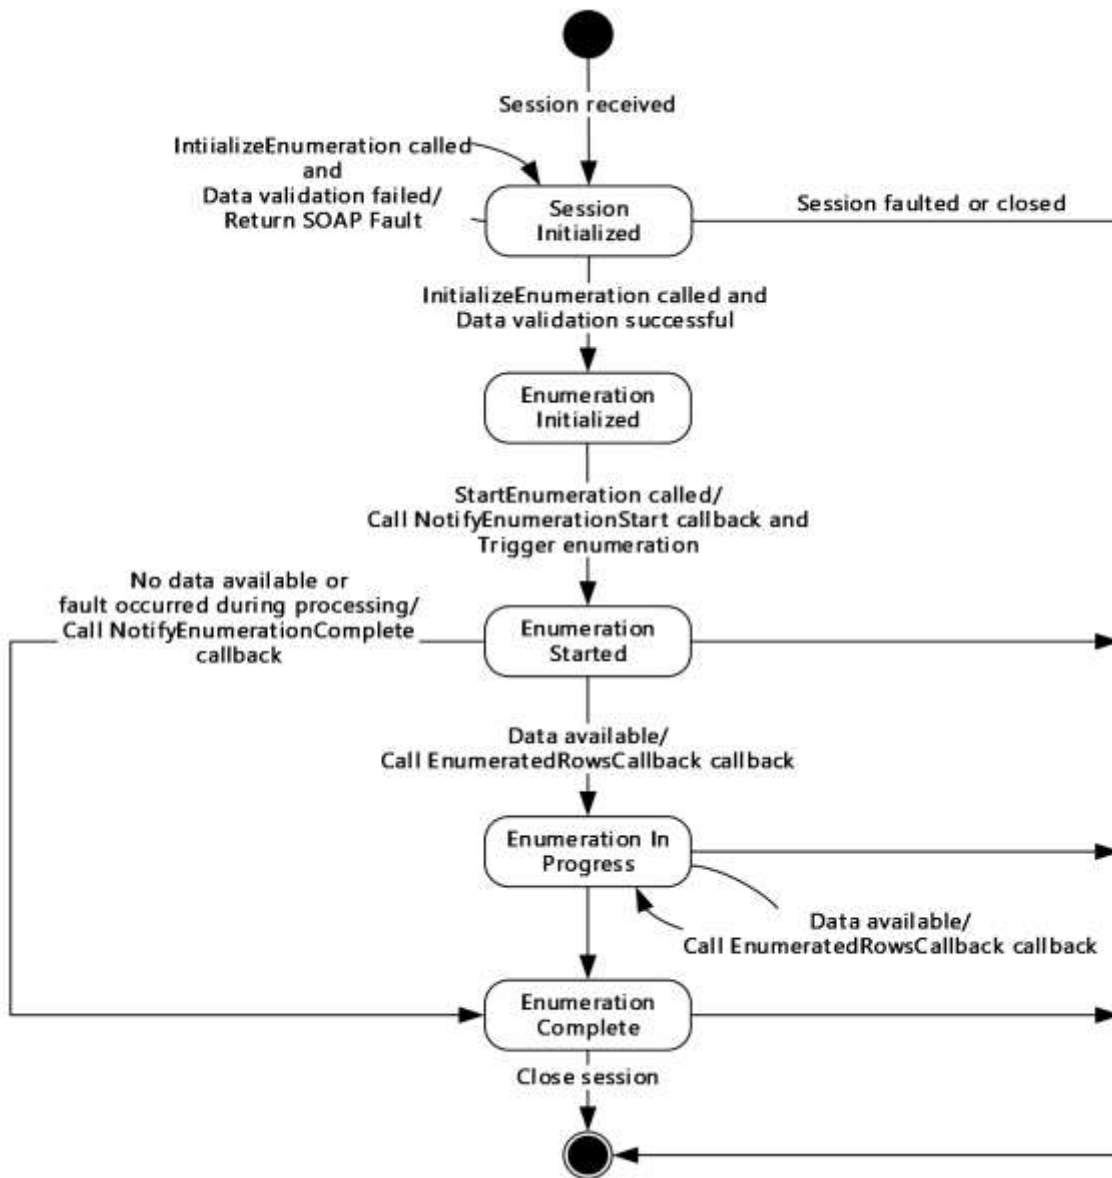 Session received
IntiializeEnumeration called
and
Data validation failed/
Return SOAP Fault
Session
Initialized
Session faulted or closed
InitializeEnumeration called and
Data validation successful
Enumeration
Initialized
StartEnumeration called/
Call NotifyEnumerationStart callback and
Trigger enumeration
No data available or
fault occurred during processing/
Call NotifyEnumerationComplete
callback
Enumeration
Started
Data available/
Call EnumeratedRowsCallback callback
Enumeration In
Progress
Data available/
Call EnumeratedRowsCallback callback
Enumeration
Complete
Close session